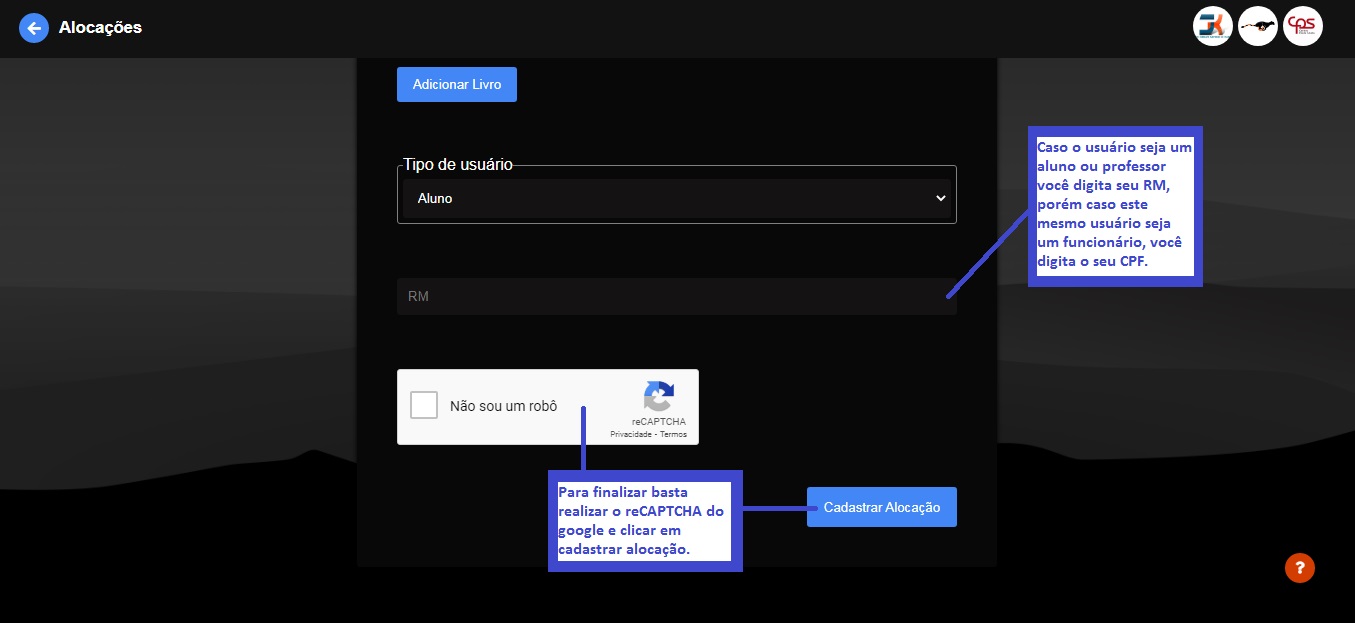 Alocações
cps
Adicionar Livro
Tipo de usuário
Aluno
Caso o usuário seja um
aluno ou professor
você digita seu RM,
porém caso este
mesmo usuário seja
um funcionário, você
digita o seu CPF.
RM
Não sou um robô
reCAPTCHA
Privacidade - Termos
Para finalizar basta
realizar o reCAPTCHA do
google e clicar em
cadastrar alocação.
Cadastrar Alocação
?